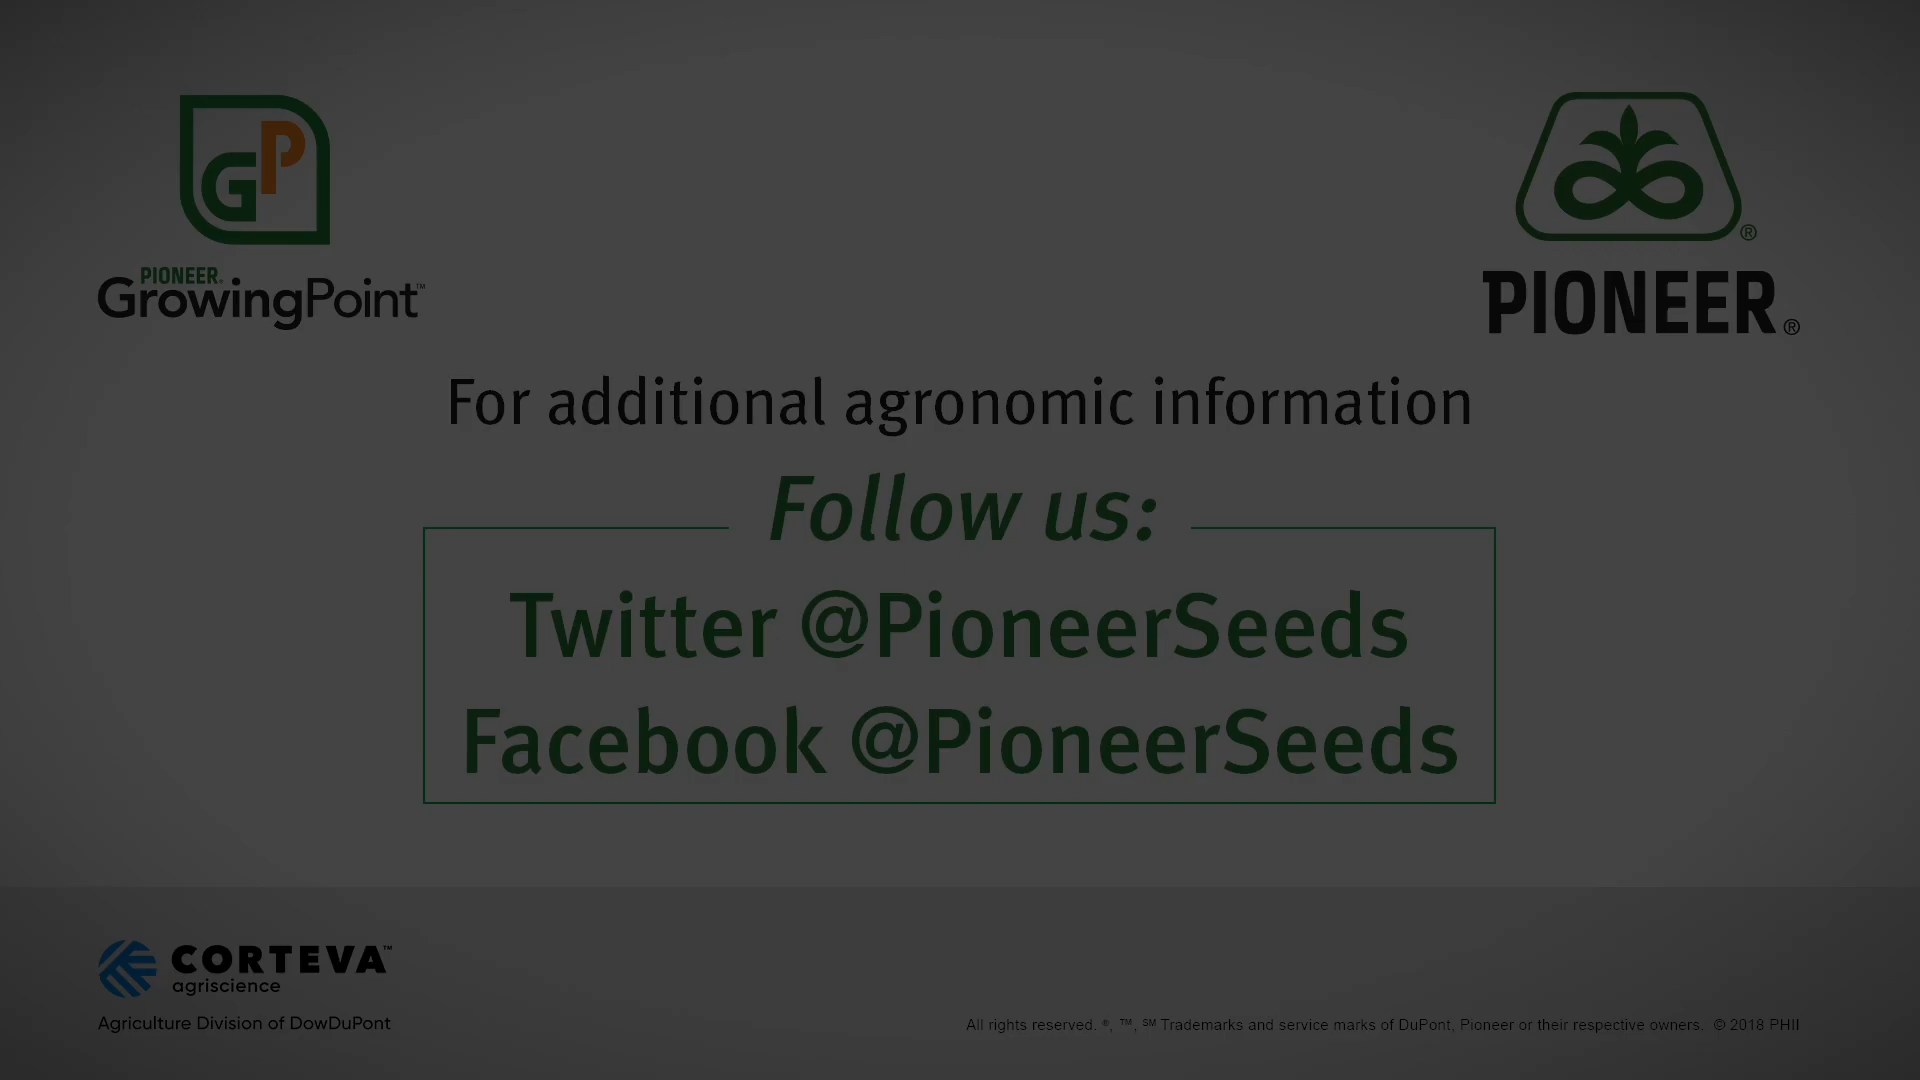 GP
PIONEER®
GrowingPoint™
®
PIONEER®
For additional agronomic information
Follow us:
Twitter @PioneerSeeds
Facebook @PioneerSeeds
CORTEVA™
agriscience
Agriculture Division of DowDuPont
All rights reserved. ®, ™, ℠ Trademarks and service marks of DuPont, Pioneer or their respective owners. © 2018 PHII